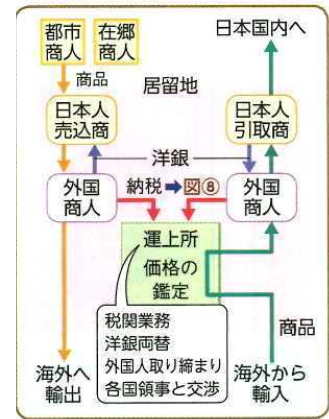 都市
商人
在郷
商人
日本国内へ
商品
居留地
日本人
売込商
日本人
引取商
洋銀
外国
商人
納税➡図⑧
外国
商人
運上所
価格の
鑑定
税関業務
洋銀両替
外国人取り締まり
各国領事と交渉
商品
海外へ
輸出
海外から
輸入